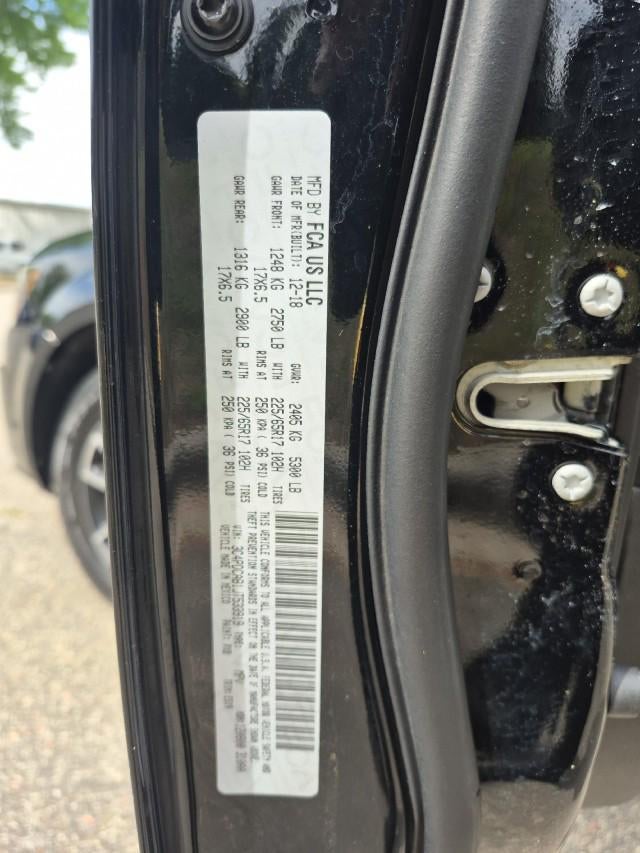 MFD BY FCA US LLC
DATE OF MFR(BUILT): 12-18 GVWR: 2405 KG 5300 LB
GAWR FRONT: 1248 KG 2750 LB WITH 225/65R17 102H TIRES
17X6.5 RIMS AT 250 KPA ( 36 PSI) COLD
GAWR REAR: 1316 KG 2900 LB WITH 225/65R17 102H TIRES
17X6.5 RIMS AT 250 KPA ( 36 PSI) COLD
THIS VEHICLE CONFORMS TO ALL APPLICABLE U.S.A. FEDERAL MOTOR VEHICLE SAFETY AND
THEFT PREVENTION STANDARDS IN EFFECT ON THE DATE OF MANUFACTURE SHOWN ABOVE.
VIN: TYPE: MPV
VEHICLE MADE IN MEXICO PAINT: